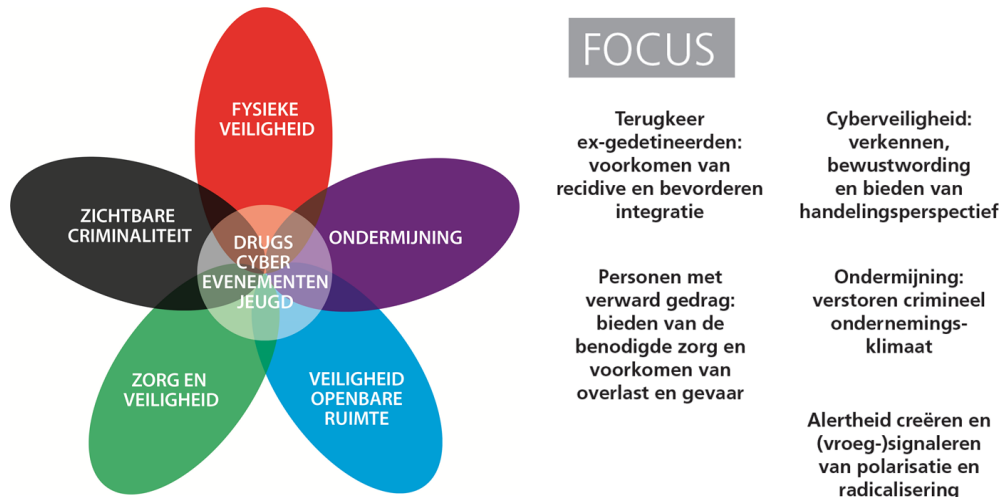 FYSIEKE
VEILIGHEID
ZICHTBARE
CRIMINALITEIT
ONDERMIJNING
DRUGS
CYBER
EVENEMENTEN
JEUGD
ZORG EN
VEILIGHEID
VEILIGHEID
OPENBARE
RUIMTE
FOCUS
Terugkeer
ex-gedetineerden:
voorkomen van
recidive en bevorderen
integratie
Cyberveiligheid:
verkennen,
bewustwording
en bieden van
handelingsperspectief
Personen met
verward gedrag:
bieden van de
benodigde zorg en
voorkomen van
overlast en gevaar
Ondermijning:
verstoren crimineel
ondernemings-
klimaat
Alertheid creëren en
(vroeg-)signaleren
van polarisatie en
radicalisering